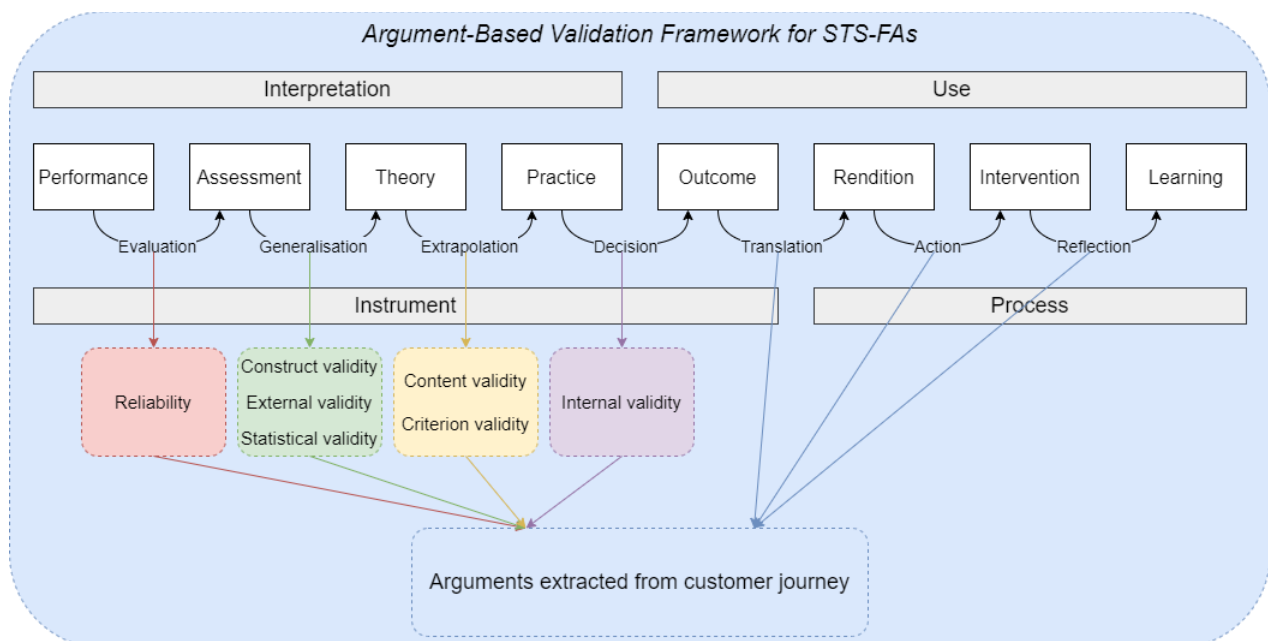 Argument-Based Validation Framework for STS-FAs
Interpretation
Use
Performance
Assessment
Theory
Practice
Outcome
Rendition
Intervention
Learning
Evaluation
Generalisation
Extrapolation
Decision
Translation
Action
Reflection
Instrument
Process
Reliability
Construct validity
External validity
Statistical validity
Content validity
Criterion validity
Internal validity
Arguments extracted from customer journey